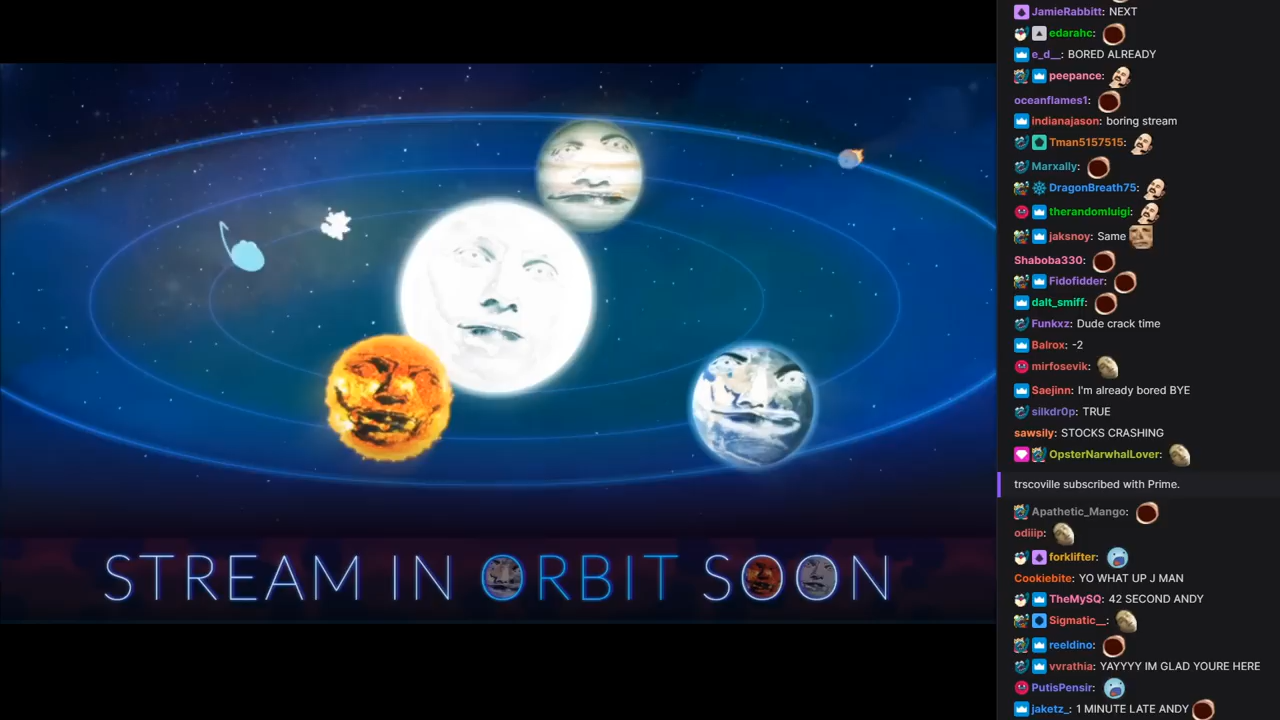 STREAM IN ORBIT SOON
JamieRabbitt: NEXT
edarahc:
e_d__: BORED ALREADY
peepance:
oceanflames1:
indianajason: boring stream
Tman5157515:
Marxally:
DragonBreath75:
therandomluigi:
jaksnoy: Same
Shaboba330:
Fidofidder:
dalt_smiff:
Funkxz: Dude crack time
Balrox: -2
mirfosevik:
Saejinn: I'm already bored BYE
silkdr0p: TRUE
sawsily: STOCKS CRASHING
OpsterNarwhalLover:
trscoville subscribed with Prime.
Apathetic_Mango:
odiiip:
forklifter:
Cookiebite: YO WHAT UP J MAN
TheMySQ: 42 SECOND ANDY
Sigmatic__:
reeldino:
vvrathia: YAYYYY IM GLAD YOURE HERE
PutisPensir:
jaketz_: 1 MINUTE LATE ANDY